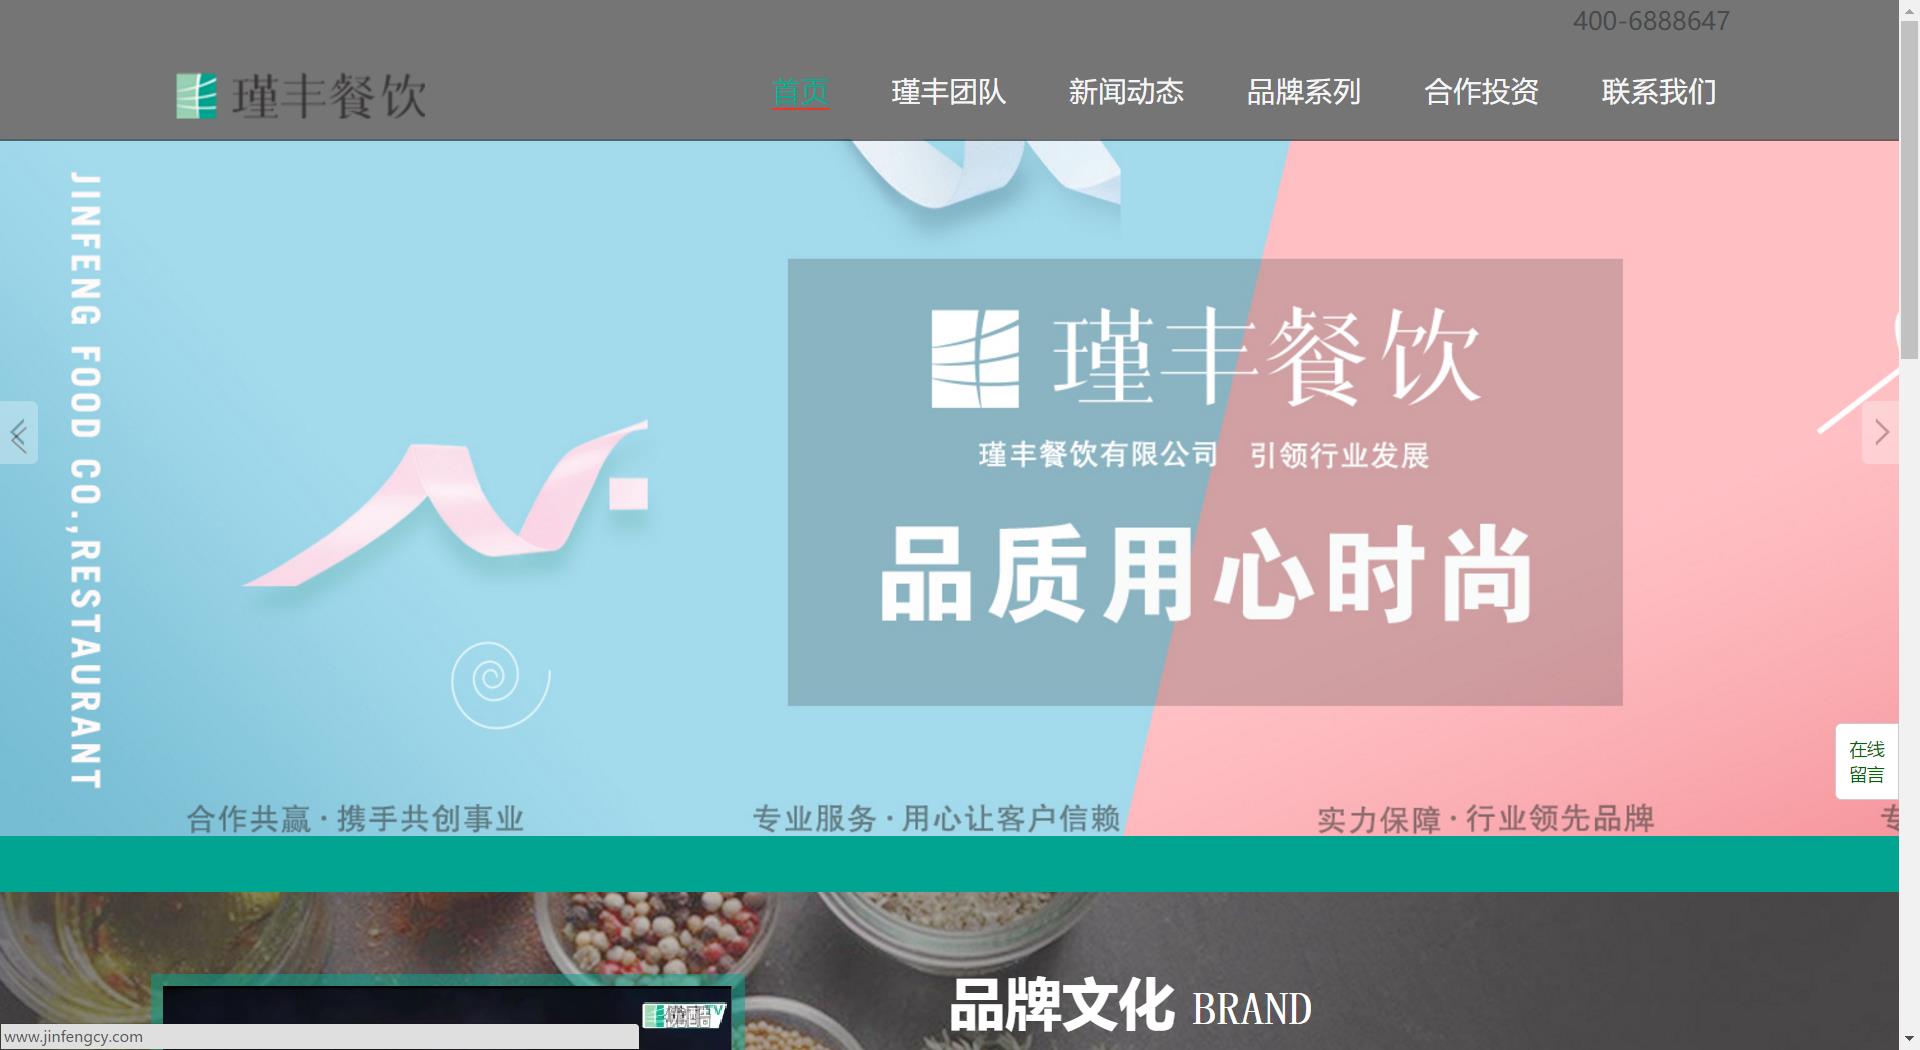 400-6888647
瑾丰餐饮
首页 瑾丰团队 新闻动态 品牌系列 合作投资 联系我们
JINFENG FOOD CO.,RESTAURANT
瑾丰餐饮
瑾丰餐饮有限公司 引领行业发展
品质用心时尚
在线
留言
合作共赢·携手共创事业 专业服务·用心让客户信赖 实力保障·行业领先品牌
品牌文化 BRAND
www.jinfengcy.com